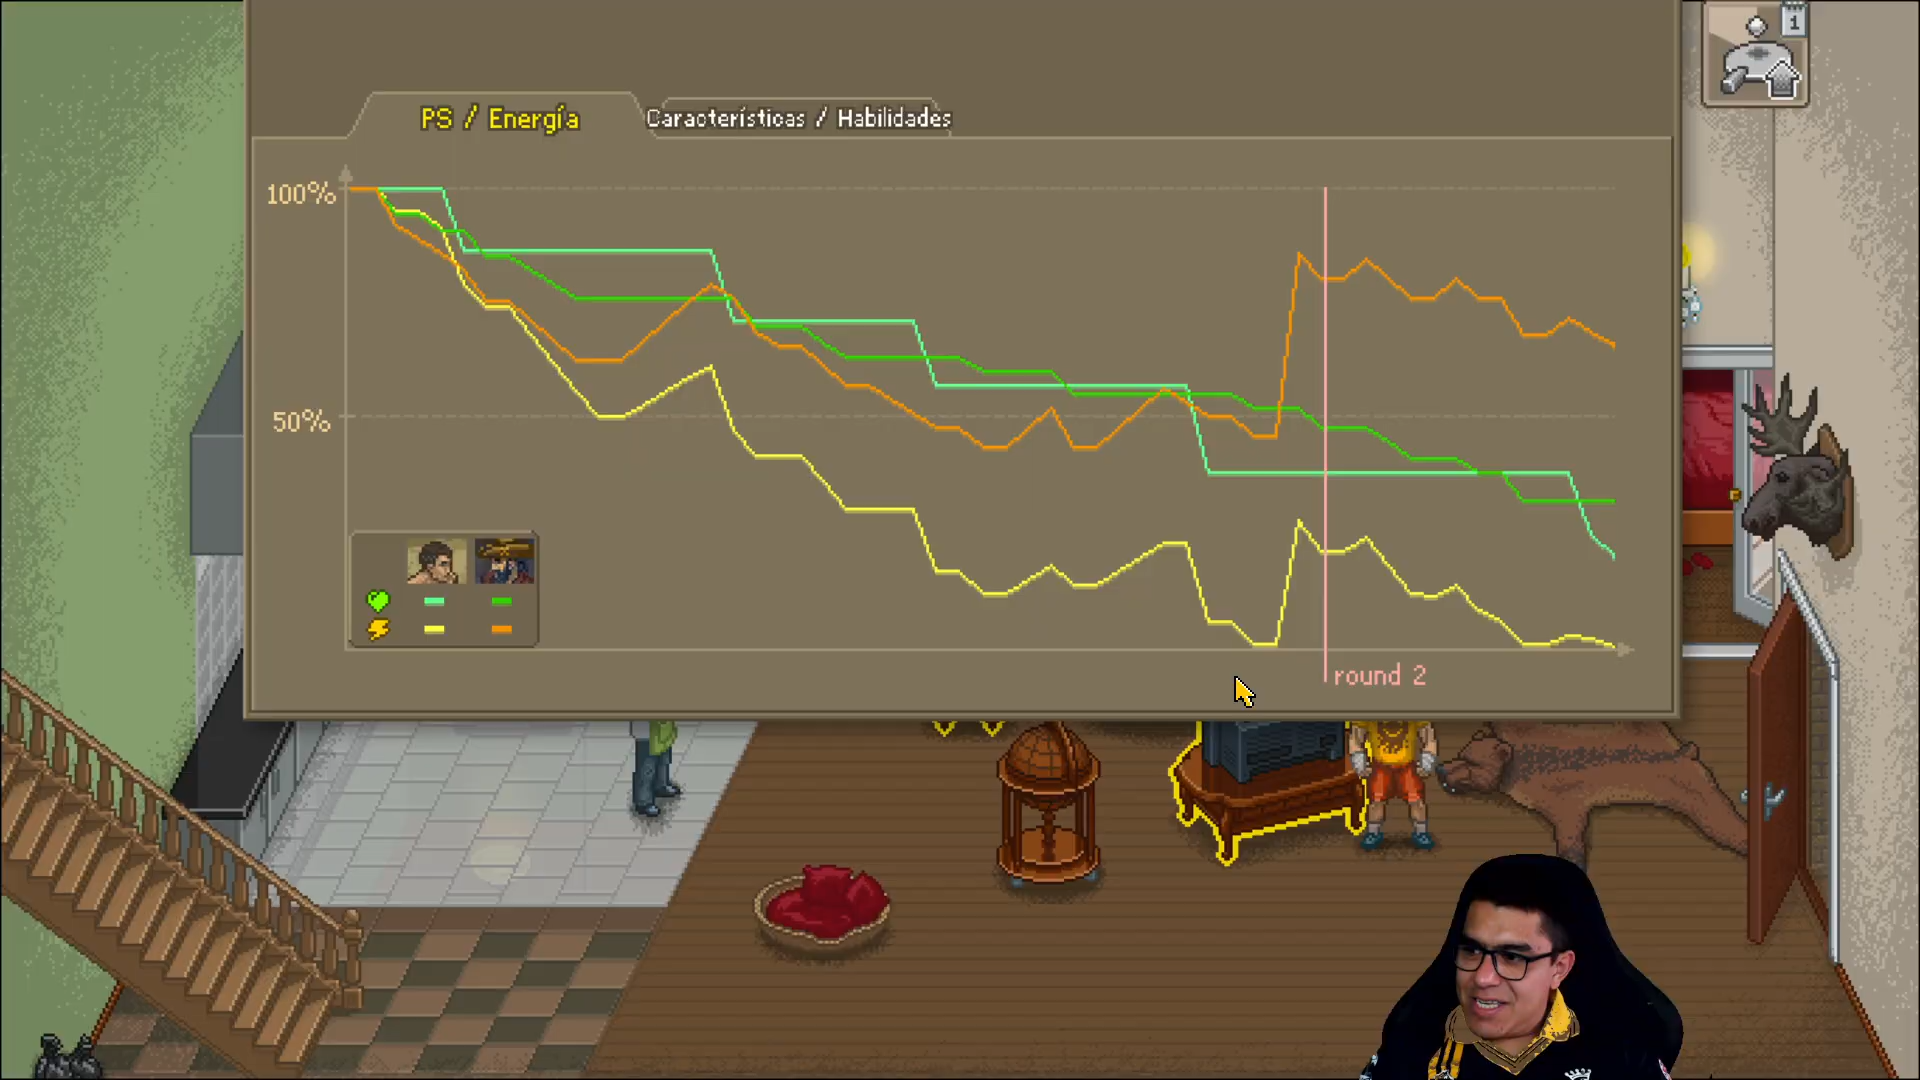 1
PS / Energía
Características / Habilidades
100%
50%
round 2